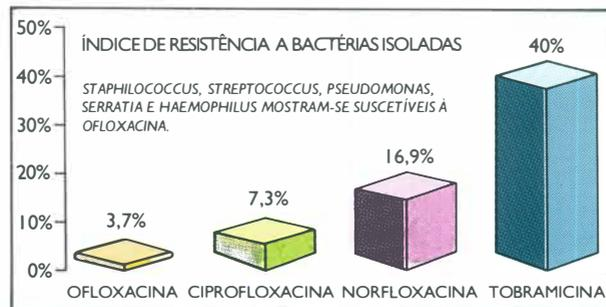 50%
ÍNDICE DE RESISTÊNCIA A BACTÉRIAS ISOLADAS
40%
40%
STAPHILOCOCCUS, STREPTOCOCCUS, PSEUDOMONAS,
SERRATIA E HAEMOPHILUS MOSTRAM-SE SUSCETÍVEIS À
OFLOXACINA.
30%
20%
16,9%
10%
7,3%
3,7%
0%
OFLOXACINA CIPROFLOXACINA NORFLOXACINA TOBRAMICINA